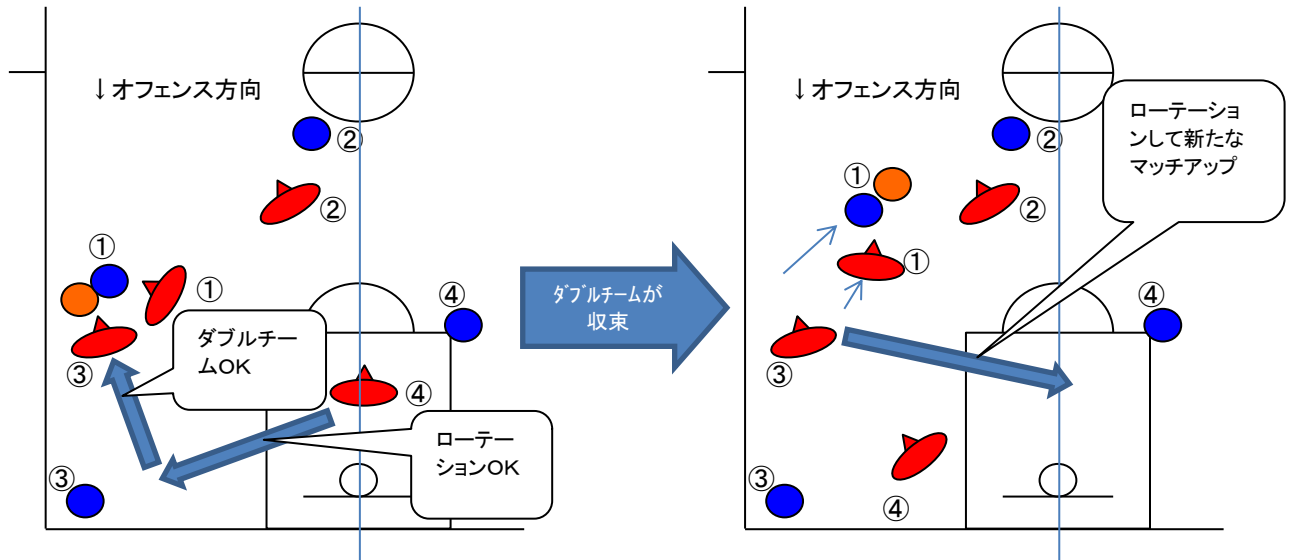 ↓オフェンス方向
②
②
①
①
③
ダブルチー
ムOK
④
④
ローテー
ションOK
③
ﾀﾞﾌﾞﾙﾁｰﾑが
収束
↓オフェンス方向
②
ローテーショ
ンして新たな
マッチアップ
①
②
①
④
③
③
④